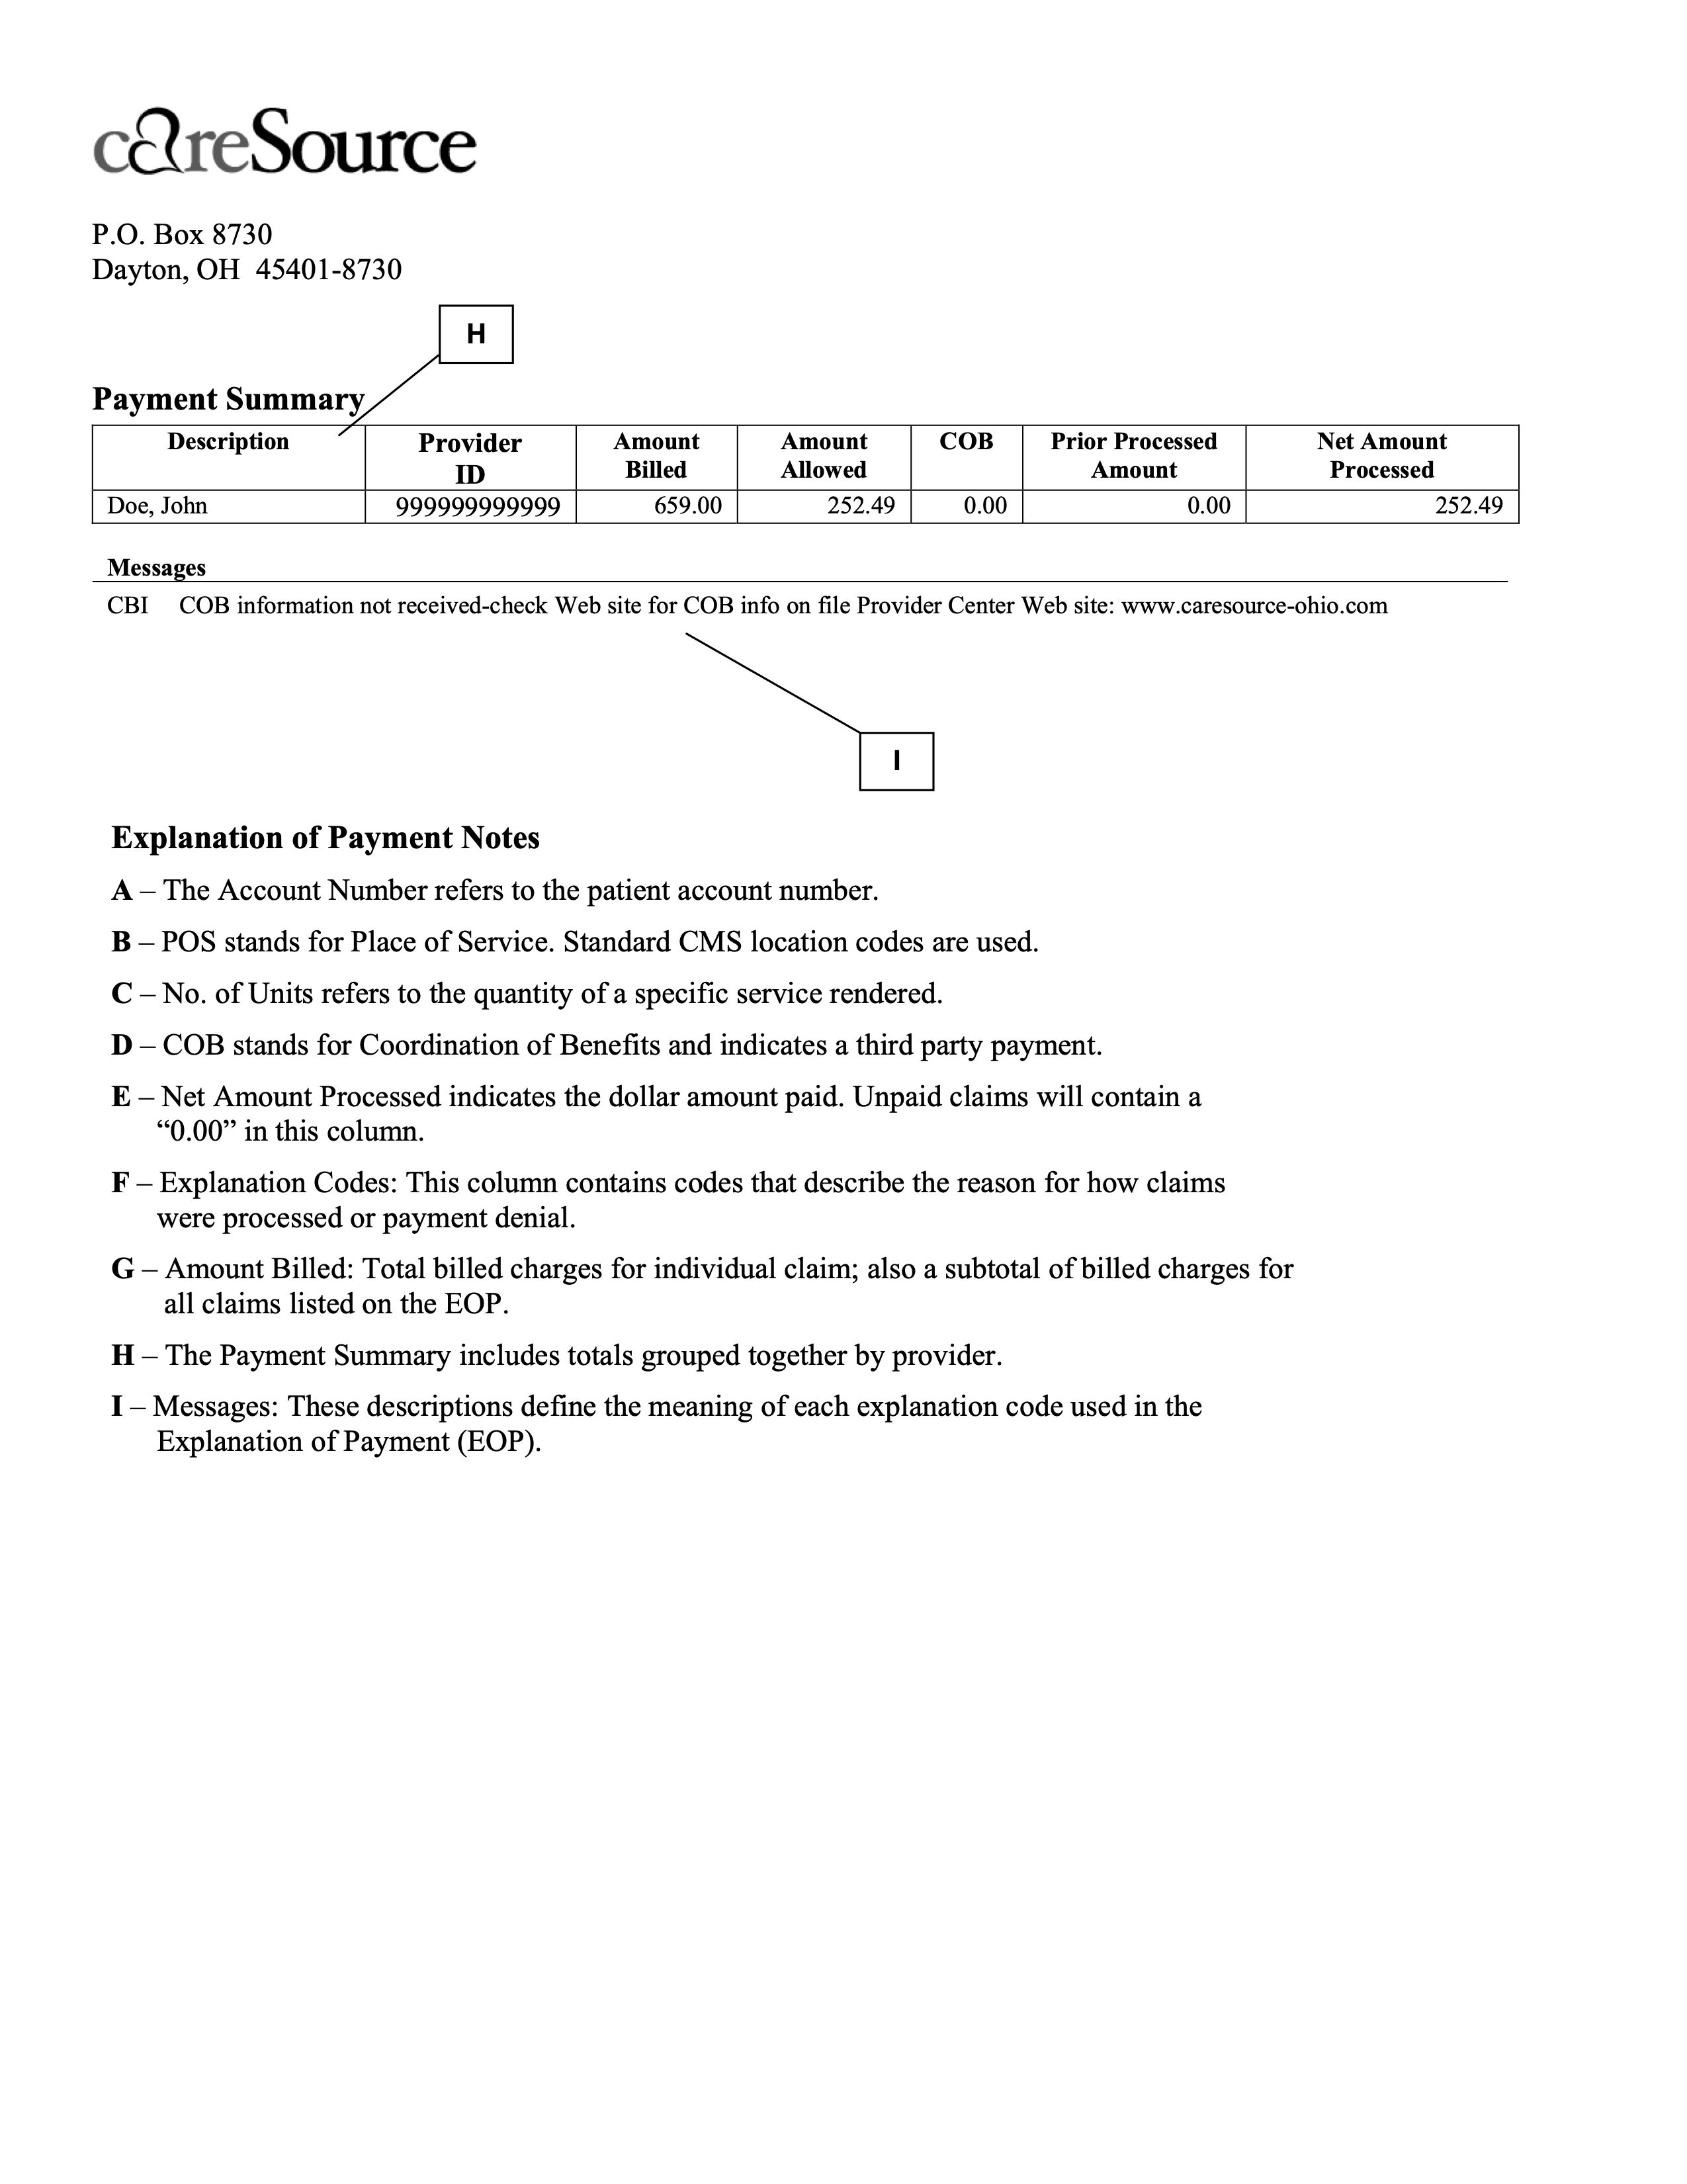 careSource
P.O. Box 8730
Dayton, OH  45401-8730
H
Payment Summary
Description Provider ID Amount Billed Amount Allowed COB Prior Processed Amount Net Amount Processed
Doe, John 999999999999 659.00 252.49 0.00 0.00 252.49
Messages
CBI COB information not received-check Web site for COB info on file Provider Center Web site: www.caresource-ohio.com
I
Explanation of Payment Notes
A – The Account Number refers to the patient account number.
B – POS stands for Place of Service. Standard CMS location codes are used.
C – No. of Units refers to the quantity of a specific service rendered.
D – COB stands for Coordination of Benefits and indicates a third party payment.
E – Net Amount Processed indicates the dollar amount paid. Unpaid claims will contain a
“0.00” in this column.
F – Explanation Codes: This column contains codes that describe the reason for how claims
were processed or payment denial.
G – Amount Billed: Total billed charges for individual claim; also a subtotal of billed charges for
all claims listed on the EOP.
H – The Payment Summary includes totals grouped together by provider.
I – Messages: These descriptions define the meaning of each explanation code used in the
Explanation of Payment (EOP).